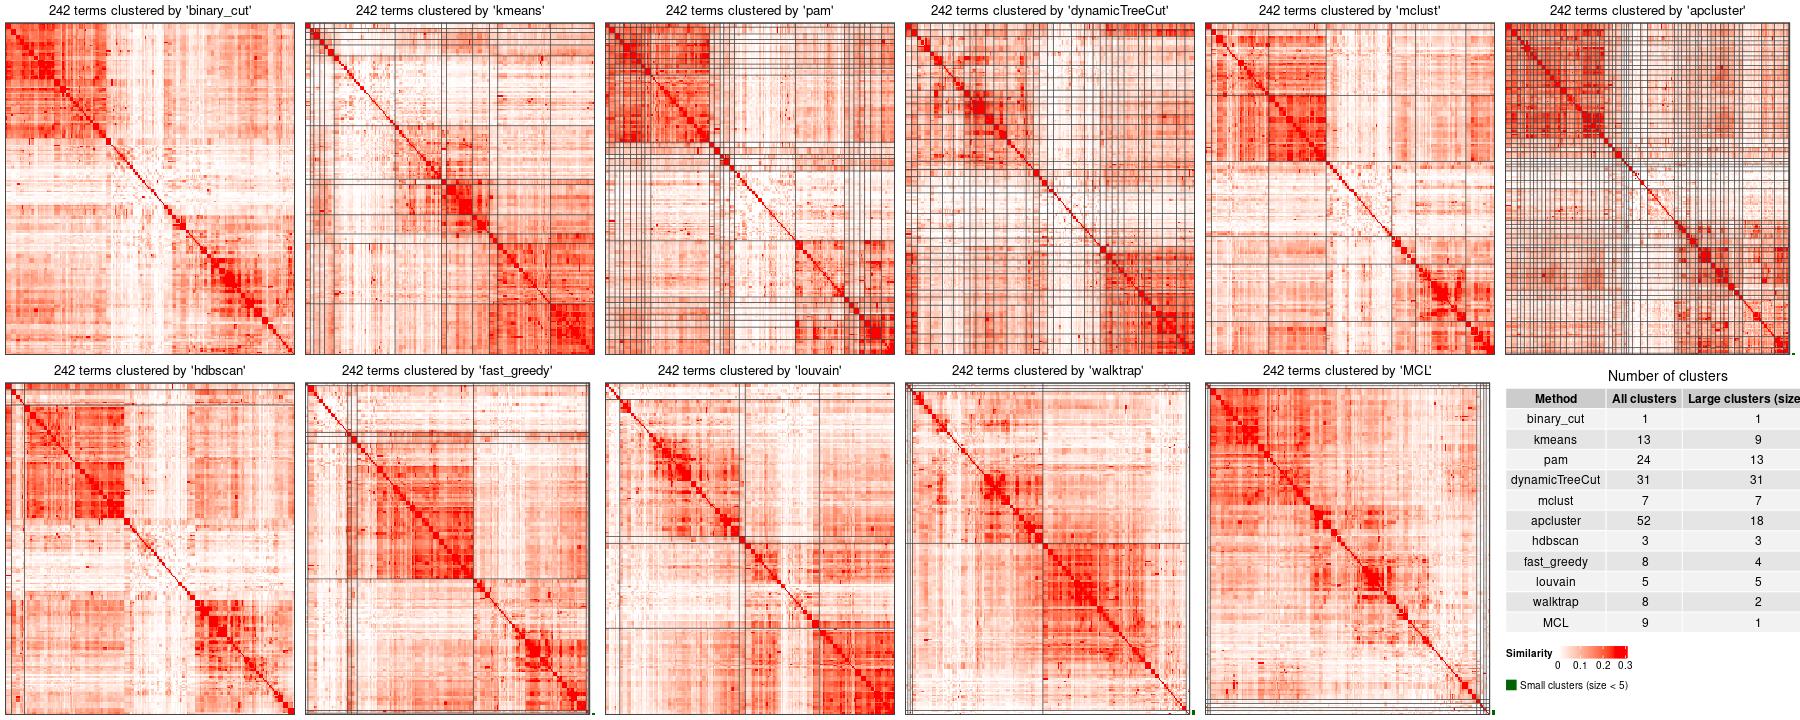 242 terms clustered by 'binary_cut'
242 terms clustered by 'kmeans'
242 terms clustered by 'pam'
242 terms clustered by 'dynamicTreeCut'
242 terms clustered by 'mclust'
242 terms clustered by 'apcluster'
242 terms clustered by 'hdbscan'
242 terms clustered by 'fast_greedy'
242 terms clustered by 'louvain'
242 terms clustered by 'walktrap'
242 terms clustered by 'MCL'
Number of clusters
Method All clusters Large clusters (size
binary_cut 1 1
kmeans 13 9
pam 24 13
dynamicTreeCut 31 31
mclust 7 7
apcluster 52 18
hdbscan 3 3
fast_greedy 8 4
louvain 5 5
walktrap 8 2
MCL 9 1
Similarity
0 0.1 0.2 0.3
Small clusters (size < 5)